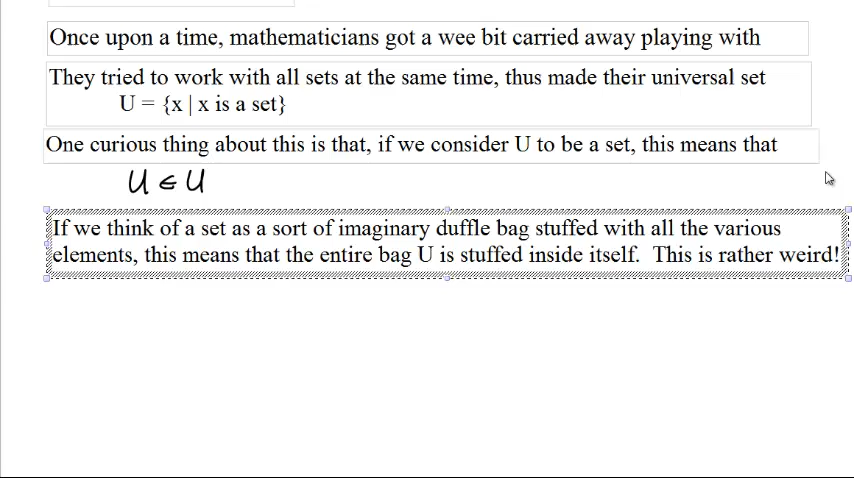 Once upon a time, mathematicians got a wee bit carried away playing with
They tried to work with all sets at the same time, thus made their universal set
U = {x | x is a set}
One curious thing about this is that, if we consider U to be a set, this means that
U ∈ U
If we think of a set as a sort of imaginary duffle bag stuffed with all the various
elements, this means that the entire bag U is stuffed inside itself. This is rather weird!